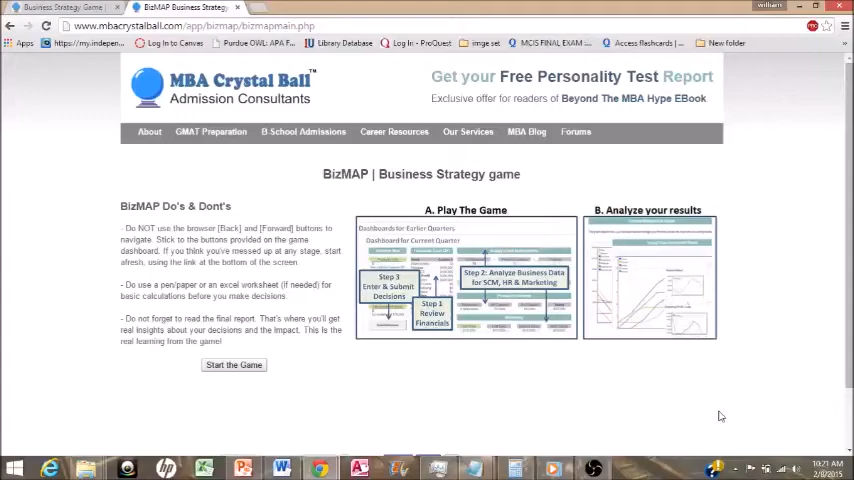 Business Strategy Game |
BizMAP Business Strategy
william
www.mbacrystalball.com/app/bizmap/bizmapmain.php
Apps
https://my.indepen...
Log In to Canvas
Purdue OWL: APA F...
Library Database
Log In - ProQuest
imge set
MCIS FINAL EXAM:...
Access flashcards |...
New folder
MBA Crystal Ball™
Admission Consultants
Get your Free Personality Test Report
Exclusive offer for readers of Beyond The MBA Hype EBook
About GMAT Preparation B-School Admissions Career Resources Our Services MBA Blog Forums
BizMAP | Business Strategy game
BizMAP Do's & Dont's
- Do NOT use the browser [Back] and [Forward] buttons to
navigate. Stick to the buttons provided on the game
dashboard. If you think you've messed up at any stage, start
afresh, using the link at the bottom of the screen.
- Do use a pen/paper or an excel worksheet (if needed) for
basic calculations before you make decisions.
- Do not forget to read the final report. That's where you'll get
real insights about your decisions and the impact. This is the
real learning from the game!
Start the Game
A. Play The Game
Dashboards for Earlier Quarters
Dashboard for Current Quarter
Step 3
Enter & Submit
Decisions
Step 1
Review
Financials
Step 2: Analyze Business Data
for SCM, HR & Marketing
B. Analyze your results
10:21 AM
2/8/2015